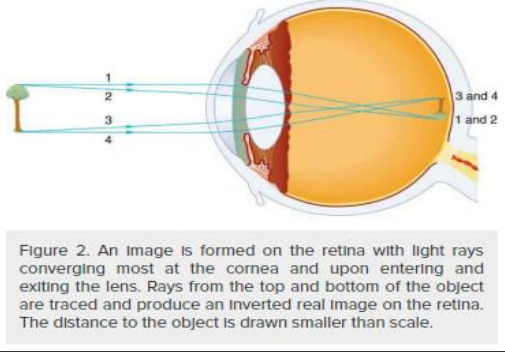 1
2
3
4
3 and 4
1 and 2
Figure 2. An image is formed on the retina with light rays
converging most at the cornea and upon entering and
exiting the lens. Rays from the top and bottom of the object
are traced and produce an inverted real image on the retina.
The distance to the object is drawn smaller than scale.